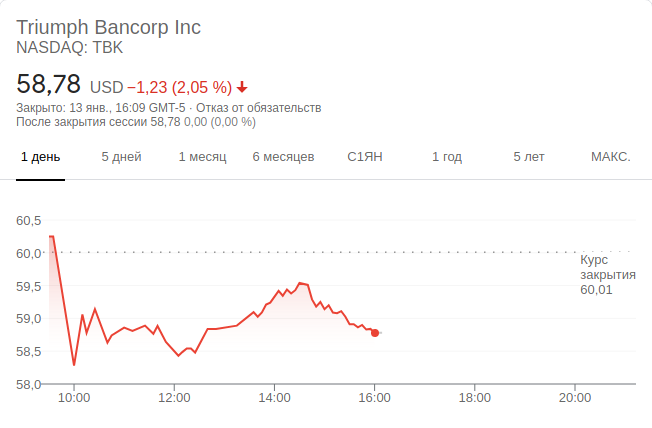 Triumph Bancorp Inc
NASDAQ: TBK
58,78 USD −1,23 (2,05 %)
Закрыто: 13 янв., 16:09 GMT-5 · Отказ от обязательств
После закрытия сессии 58,78 0,00 (0,00 %)
1 день 5 дней 1 месяц 6 месяцев С1ЯН 1 год 5 лет МАКС.
60,5
60,0
Курс
закрытия
60,01
59,5
59,0
58,5
58,0
10:00 12:00 14:00 16:00 18:00 20:00